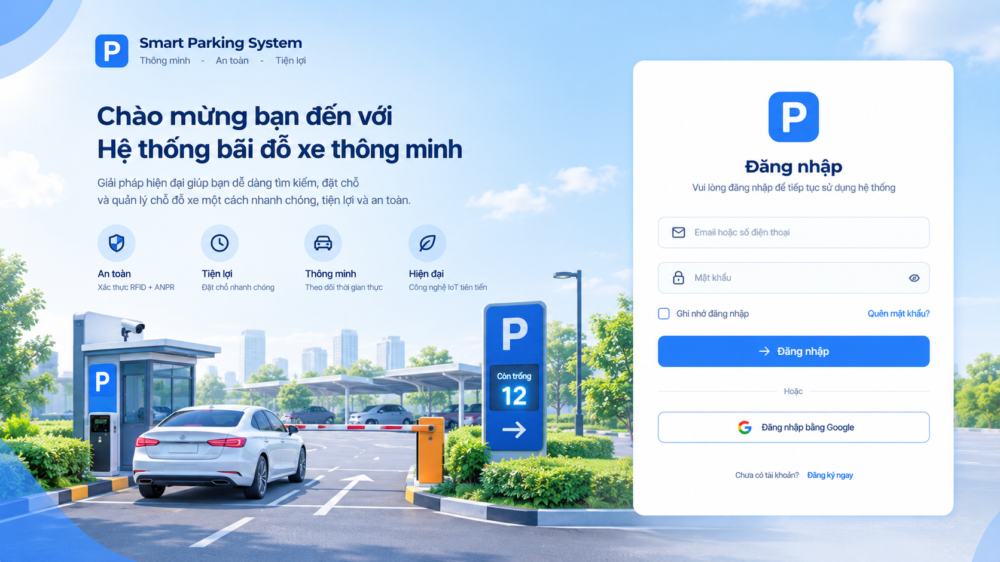 P
Smart Parking System
Thông minh - An toàn - Tiện lợi
Chào mừng bạn đến với
Hệ thống bãi đỗ xe thông minh
Giải pháp hiện đại giúp bạn dễ dàng tìm kiếm, đặt chỗ
và quản lý chỗ đỗ xe một cách nhanh chóng, tiện lợi và an toàn.
An toàn
Xác thực RFID + ANPR
Tiện lợi
Đặt chỗ nhanh chóng
Thông minh
Theo dõi thời gian thực
Hiện đại
Công nghệ IoT tiên tiến
P
P
Còn trống
12
P
Đăng nhập
Vui lòng đăng nhập để tiếp tục sử dụng hệ thống
Email hoặc số điện thoại
Mật khẩu
Ghi nhớ đăng nhập
Quên mật khẩu?
Đăng nhập
Hoặc
Đăng nhập bằng Google
Chưa có tài khoản? Đăng ký ngay